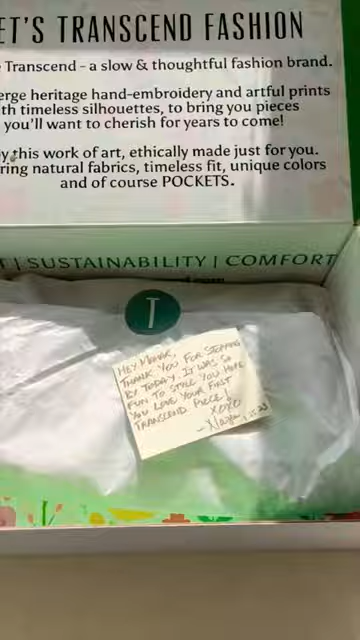 ET'S TRANSCEND FASHION
Transcend - a slow & thoughtful fashion brand.
erge heritage hand-embroidery and artful prints
th timeless silhouettes, to bring you pieces
you'll want to cherish for years to come!
y this work of art, ethically made just for you.
ring natural fabrics, timeless fit, unique colors
and of course POCKETS.
T | SUSTAINABILITY | COMFORT
T
HEY
THANK YOU FOR STOPPING
BY TODAY. IT WAS SO
FUN TO STYLE YOU. HOPE
YOU LOVE YOUR FIRST
TRANSCEND PIECE!
XOXO